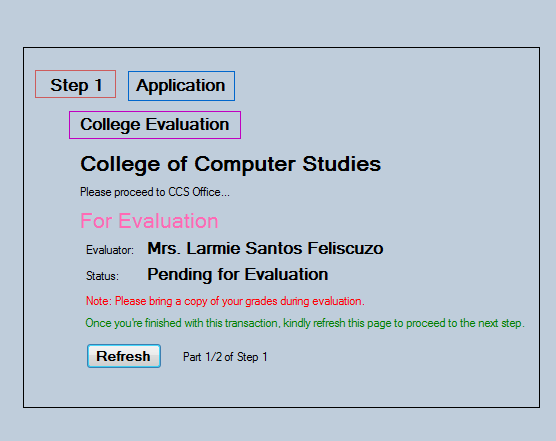 Step 1 Application
College Evaluation
College of Computer Studies
Please proceed to CCS Office...
For Evaluation
Evaluator: Mrs. Larmie Santos Feliscuzo
Status: Pending for Evaluation
Note: Please bring a copy of your grades during evaluation.
Once you're finished with this transaction, kindly refresh this page to proceed to the next step.
Refresh Part 1/2 of Step 1